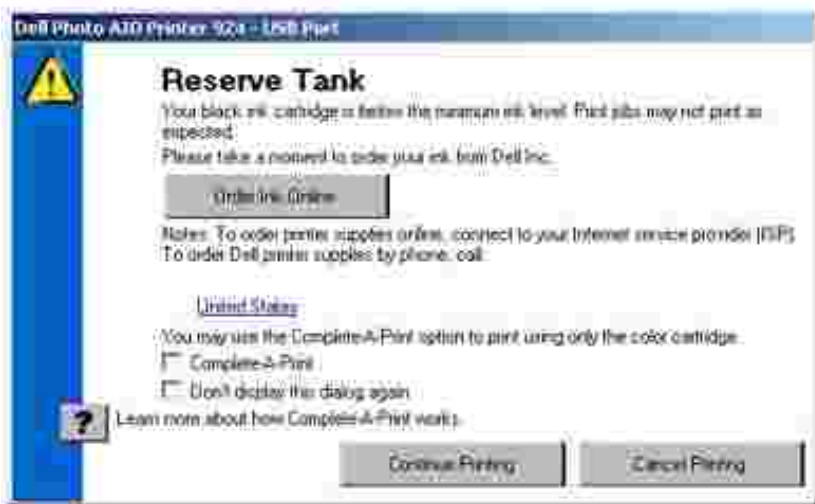 Dell Photo AIO Printer 924 - USB Port
Reserve Tank
Your black ink cartridge is below the minimum ink level. Print jobs may not print as
expected.
Please take a moment to order your ink from Dell Inc.
Order Ink Online
Notes: To order printer supplies online, connect to your Internet service provider (ISP).
To order Dell printer supplies by phone, call:
United States
You may use the Complete-A-Print option to print using only the color cartridge.
Complete-A-Print
Don't display this dialog again
? Learn more about how Complete-A-Print works.
Continue Printing
Cancel Printing